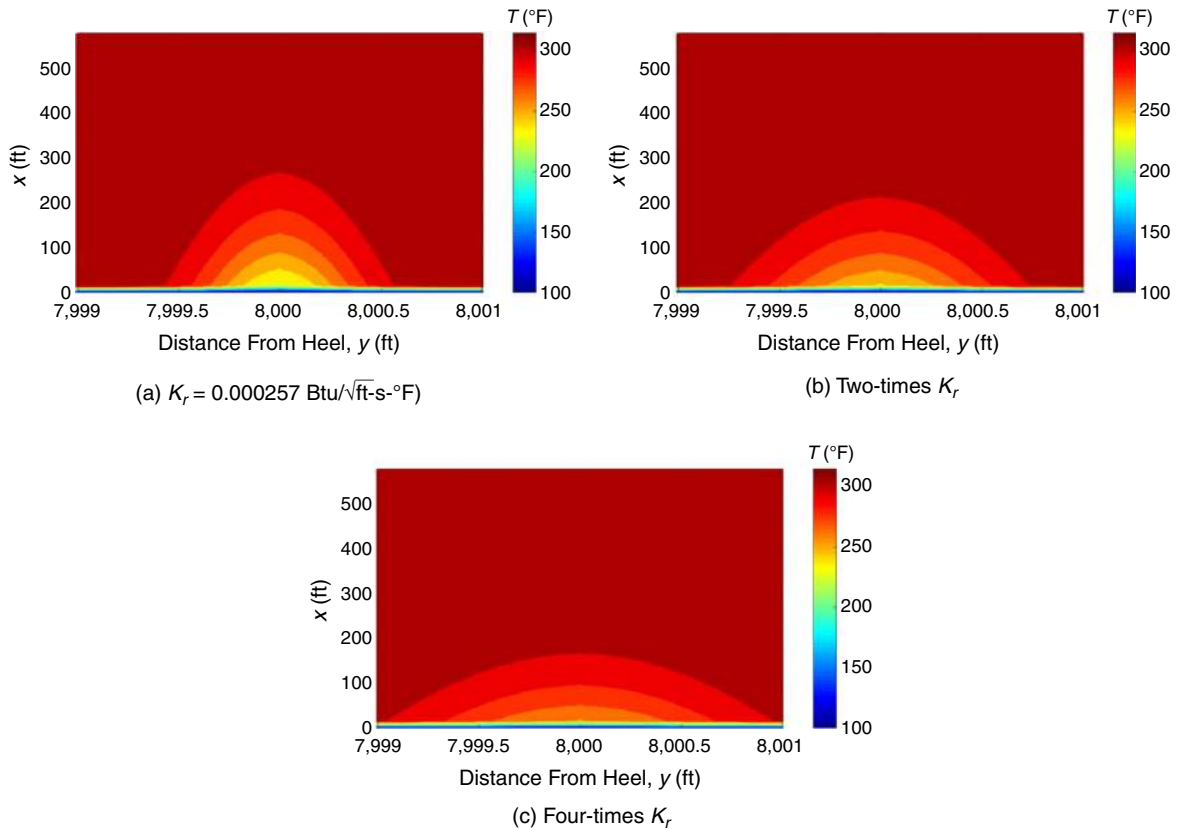 T (°F)
300
250
200
150
100
500
400
300
200
100
0
x (ft)
7,999 7,999.5 8,000 8,000.5 8,001
Distance From Heel, y (ft)
(a) Kr = 0.000257 Btu/√ft-s-°F)
T (°F)
300
250
200
150
100
500
400
300
200
100
0
x (ft)
7,999 7,999.5 8,000 8,000.5 8,001
Distance From Heel, y (ft)
(b) Two-times Kr
T (°F)
300
250
200
150
100
500
400
300
200
100
0
x (ft)
7,999 7,999.5 8,000 8,000.5 8,001
Distance From Heel, y (ft)
(c) Four-times Kr